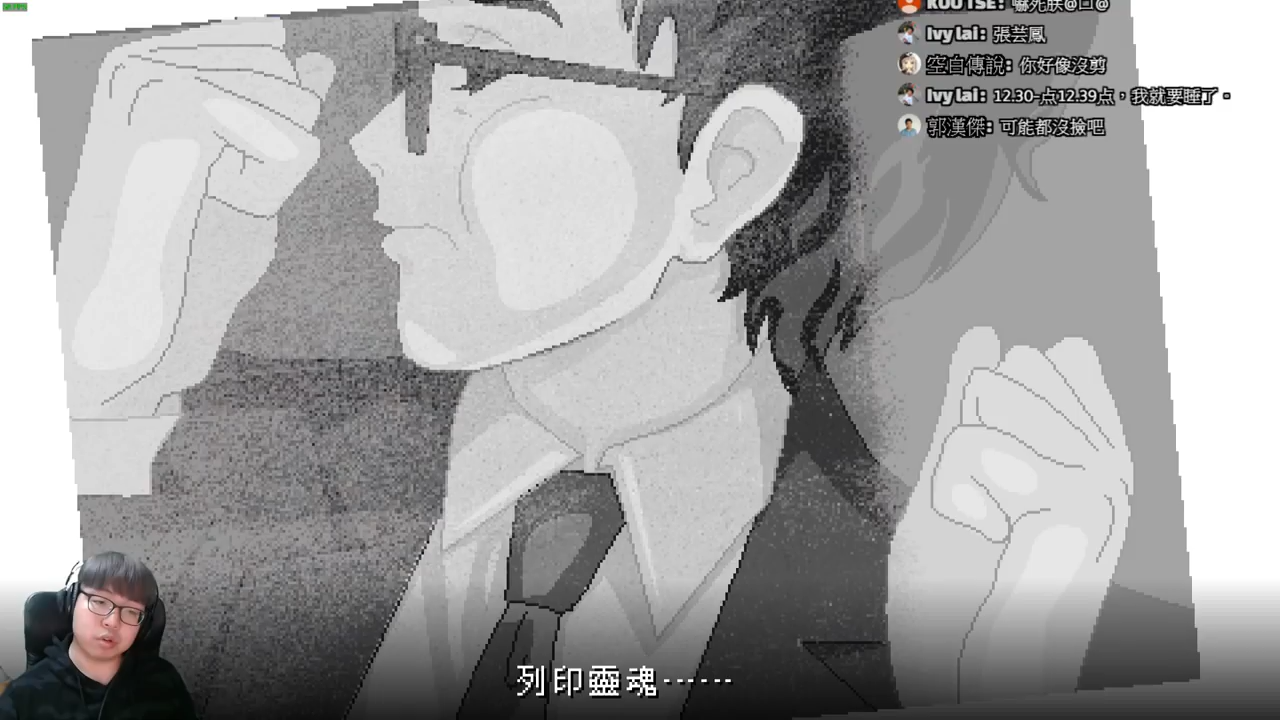 KUO TSE: 嚇死朕@口@
Ivy lai: 張芸鳳
空白傳說: 你好像沒剪
Ivy lai: 12.30-点12.39点，我就要睡了。
郭漢傑: 可能都沒撿吧
列印靈魂⋯⋯